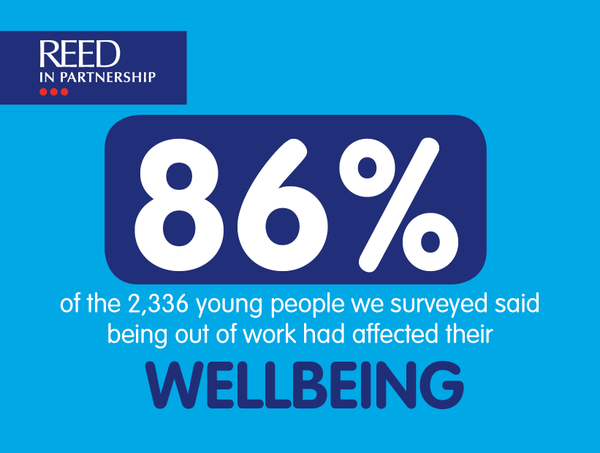 REED
IN PARTNERSHIP
86%
of the 2,336 young people we surveyed said
being out of work had affected their
WELLBEING